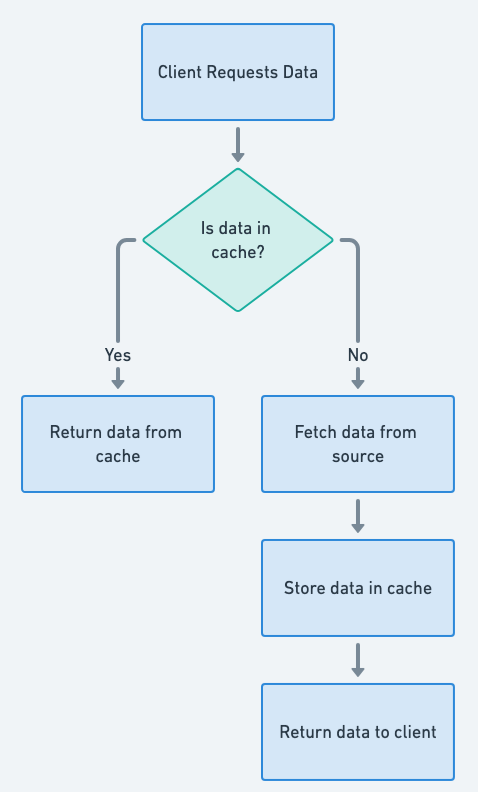 Client Requests Data
Is data in
cache?
Yes
No
Return data from
cache
Fetch data from
source
Store data in cache
Return data to client